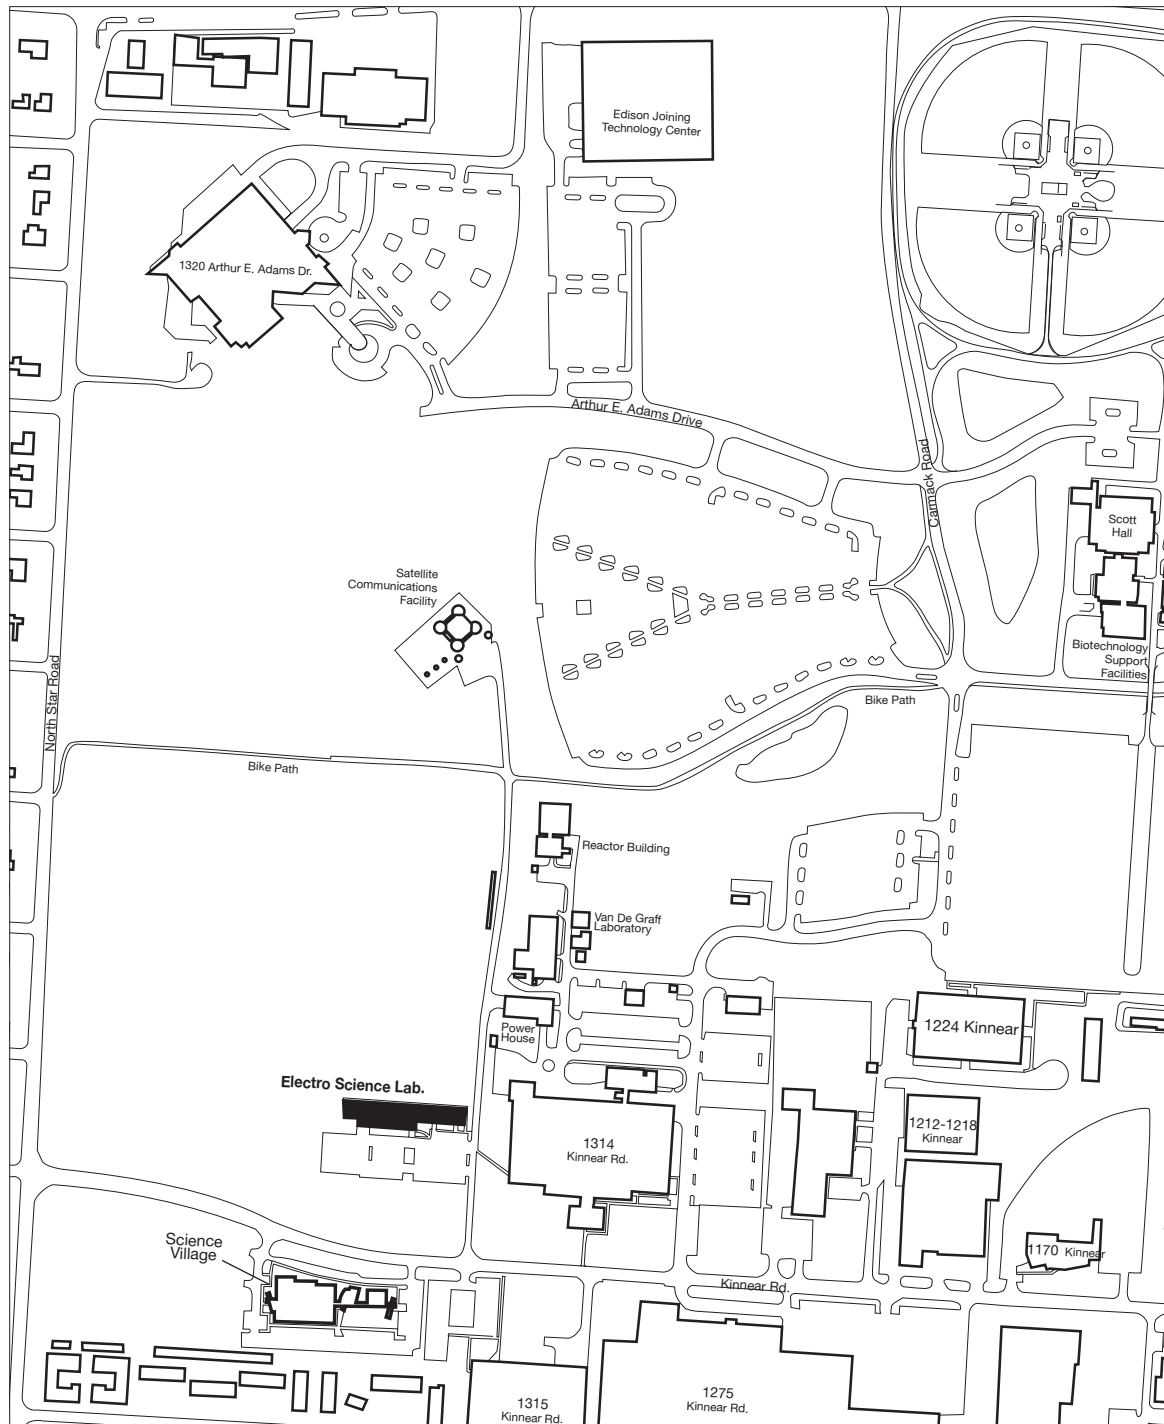 Edison Joining
Technology Center
1320 Arthur E. Adams Dr.
Arthur E. Adams Drive
Carmack Road
Scott
Hall
Satellite
Communications
Facility
Biotechnology
Support
Facilities
North Star Road
Bike Path
Bike Path
Reactor Building
Van De Graff
Laboratory
Power
House
1224 Kinnear
Electro Science Lab.
1212-1218
Kinnear
1314
Kinnear Rd.
Science
Village
1170 Kinnear
Kinnear Rd.
1315
Kinnear Rd.
1275
Kinnear Rd.